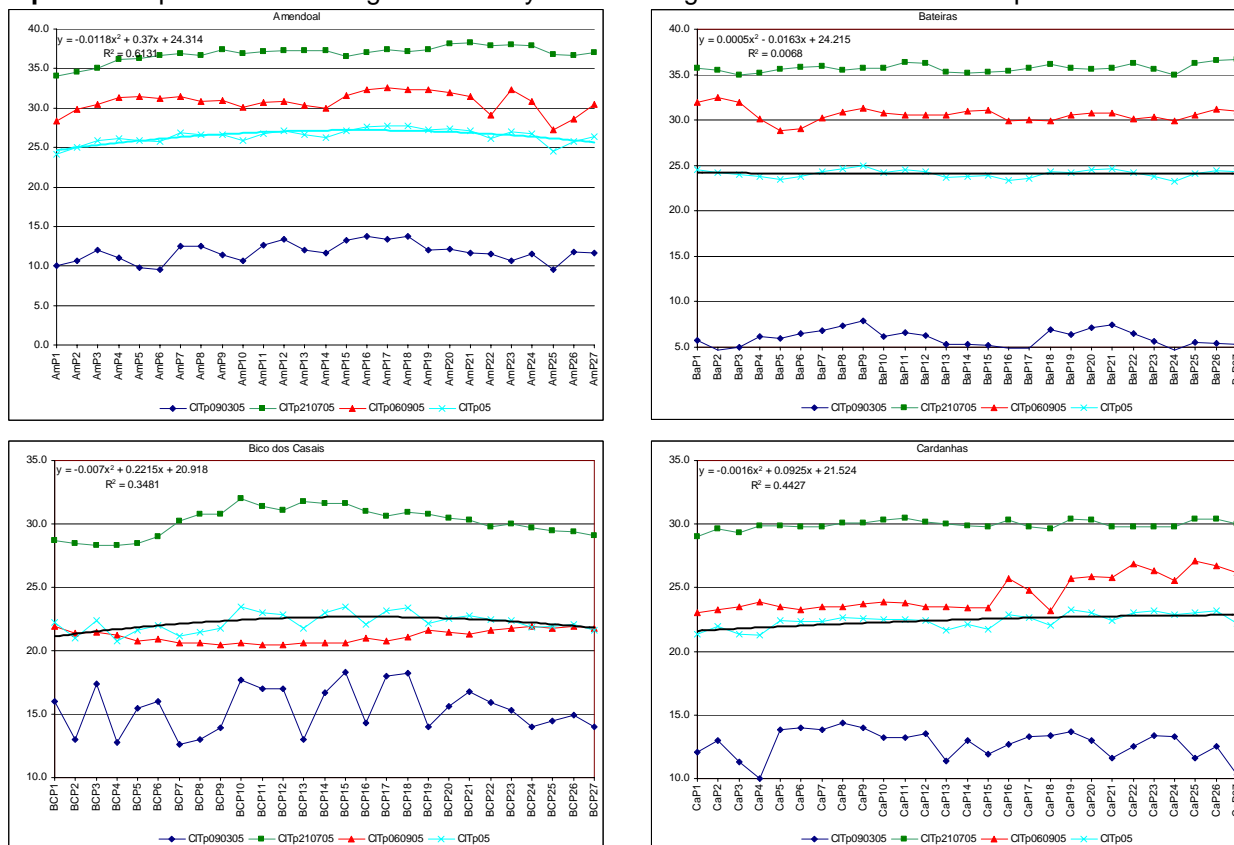 Amendoal
y = -0.0118x² + 0.37x + 24.314
R² = 0.6131
40.0
35.0
30.0
25.0
20.0
15.0
10.0
5.0
0.0
AmP1 AmP2 AmP3 AmP4 AmP5 AmP6 AmP7 AmP8 AmP9 AmP10 AmP11 AmP12 AmP13 AmP14 AmP15 AmP16 AmP17 AmP18 AmP19 AmP20 AmP21 AmP22 AmP23 AmP24 AmP25 AmP26 AmP27
ClTp090305 ClTp210705 ClTp060905 ClTp05
Bateiras
y = 0.0005x² - 0.0163x + 24.215
R² = 0.0068
40.0
35.0
30.0
25.0
20.0
15.0
10.0
5.0
BaP1 BaP2 BaP3 BaP4 BaP5 BaP6 BaP7 BaP8 BaP9 BaP10 BaP11 BaP12 BaP13 BaP14 BaP15 BaP16 BaP17 BaP18 BaP19 BaP20 BaP21 BaP22 BaP23 BaP24 BaP25 BaP26
ClTp090305 ClTp210705 ClTp060905 ClTp05
Bico dos Casais
y = -0.007x² + 0.2215x + 20.918
R² = 0.3481
35.0
30.0
25.0
20.0
15.0
10.0
BCP1 BCP2 BCP3 BCP4 BCP5 BCP6 BCP7 BCP8 BCP9 BCP10 BCP11 BCP12 BCP13 BCP14 BCP15 BCP16 BCP17 BCP18 BCP19 BCP20 BCP21 BCP22 BCP23 BCP24 BCP25 BCP26 BCP27
ClTp090305 ClTp210705 ClTp060905 ClTp05
Cardanhas
y = -0.0016x² + 0.0925x + 21.524
R² = 0.4427
35.0
30.0
25.0
20.0
15.0
10.0
CaP1 CaP2 CaP3 CaP4 CaP5 CaP6 CaP7 CaP8 CaP9 CaP10 CaP11 CaP12 CaP13 CaP14 CaP15 CaP16 CaP17 CaP18 CaP19 CaP20 CaP21 CaP22 CaP23 CaP24 CaP25 CaP26
ClTp090305 ClTp210705 ClTp060905 ClTp05